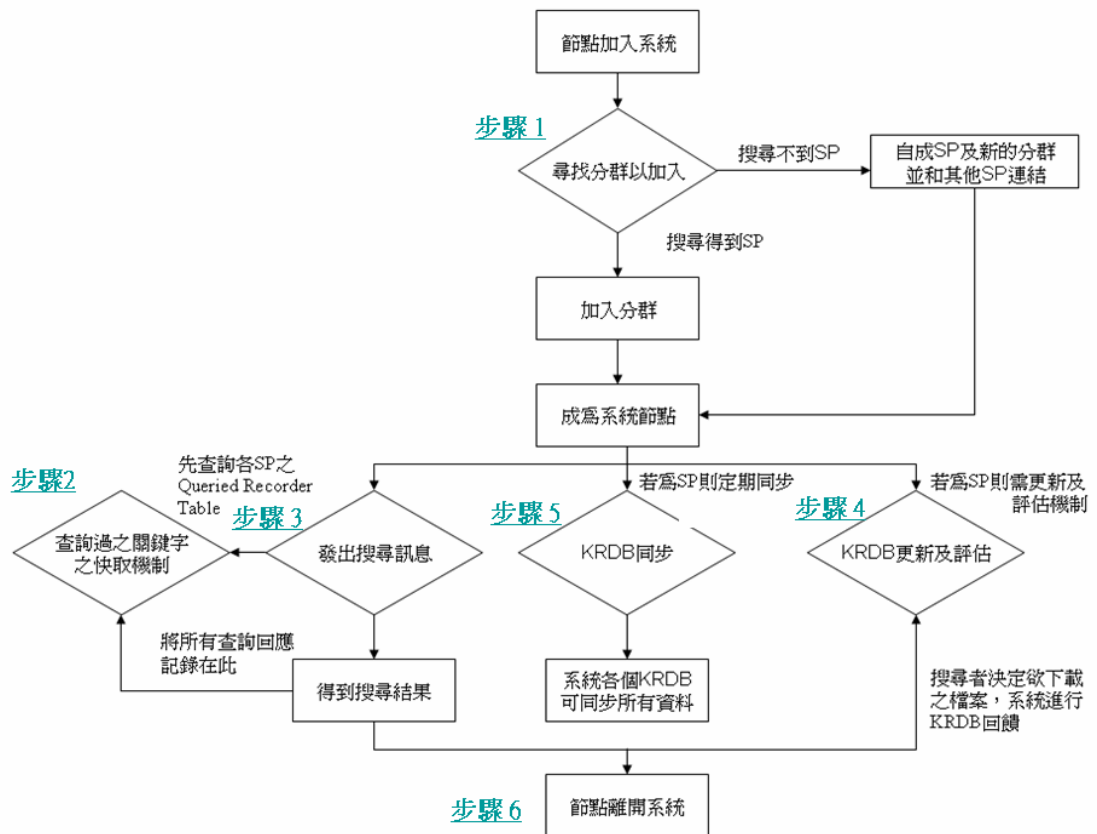 節點加入系統
步驟 1
尋找分群以加入
搜尋不到SP
自成SP及新的分群
並和其他SP連結
搜尋得到SP
加入分群
成為系統節點
先查詢各SP之
Queried Recorder
Table
若為SP則定期同步
若為SP則需更新及
評估機制
步驟2
步驟 3
步驟 5
步驟 4
查詢過之關鍵字
之快取機制
發出搜尋訊息
KRDB同步
KRDB更新及評估
將所有查詢回應
記錄在此
得到搜尋結果
系統各個KRDB
可同步所有資料
搜尋者決定欲下載
之檔案，系統進行
KRDB回饋
步驟 6
節點離開系統